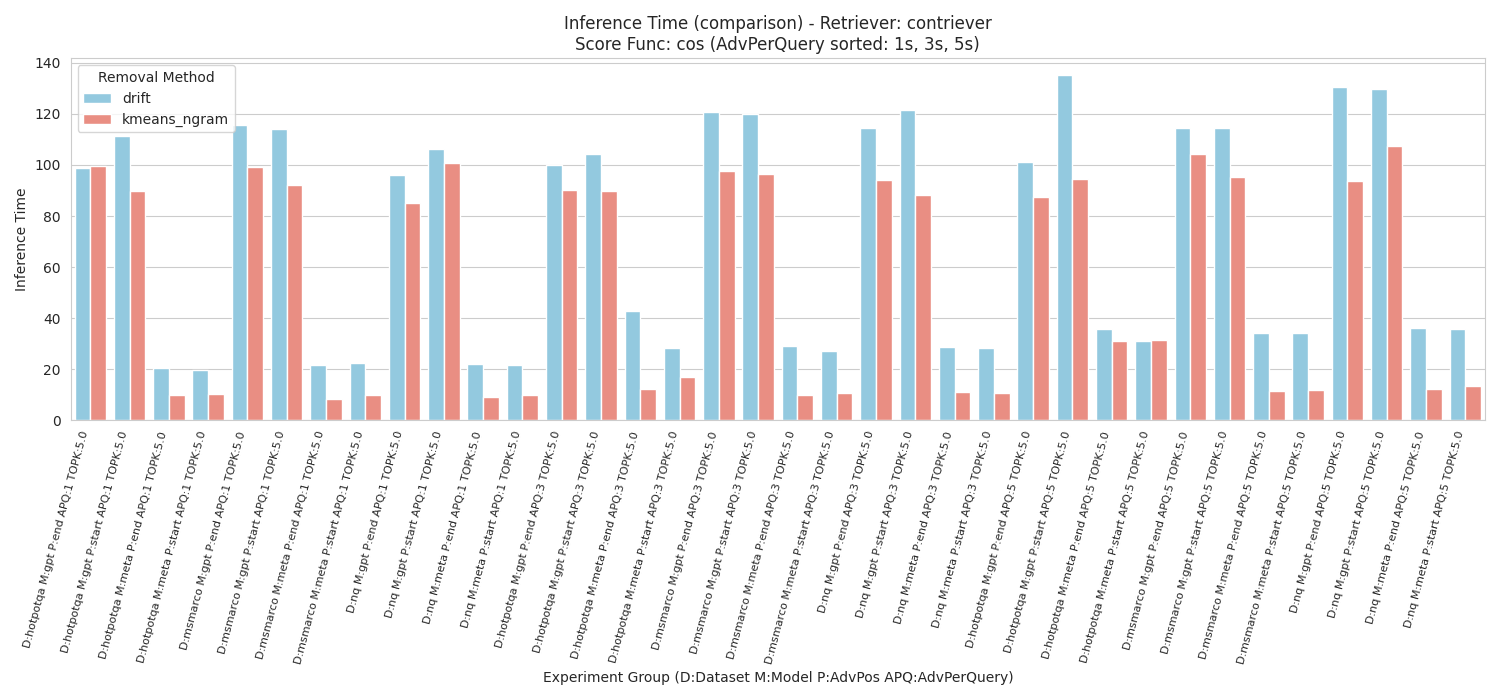 Inference Time (comparison) - Retriever: contriever
Score Func: cos (AdvPerQuery sorted: 1s, 3s, 5s)
Removal Method
drift
kmeans_ngram
Inference Time
140
120
100
80
60
40
20
0
D:hotpotqa M:gpt P:end APQ:1 TOPK:5.0
D:hotpotqa M:gpt P:start APQ:1 TOPK:5.0
D:hotpotqa M:meta P:end APQ:1 TOPK:5.0
D:hotpotqa M:meta P:start APQ:1 TOPK:5.0
D:msmarco M:gpt P:end APQ:1 TOPK:5.0
D:msmarco M:gpt P:start APQ:1 TOPK:5.0
D:msmarco M:meta P:end APQ:1 TOPK:5.0
D:msmarco M:meta P:start APQ:1 TOPK:5.0
D:nq M:gpt P:end APQ:1 TOPK:5.0
D:nq M:gpt P:start APQ:1 TOPK:5.0
D:nq M:meta P:end APQ:1 TOPK:5.0
D:nq M:meta P:start APQ:1 TOPK:5.0
D:hotpotqa M:gpt P:end APQ:3 TOPK:5.0
D:hotpotqa M:gpt P:start APQ:3 TOPK:5.0
D:hotpotqa M:meta P:end APQ:3 TOPK:5.0
D:hotpotqa M:meta P:start APQ:3 TOPK:5.0
D:msmarco M:gpt P:end APQ:3 TOPK:5.0
D:msmarco M:gpt P:start APQ:3 TOPK:5.0
D:msmarco M:meta P:end APQ:3 TOPK:5.0
D:msmarco M:meta P:start APQ:3 TOPK:5.0
D:nq M:gpt P:end APQ:3 TOPK:5.0
D:nq M:gpt P:start APQ:3 TOPK:5.0
D:nq M:meta P:end APQ:3 TOPK:5.0
D:nq M:meta P:start APQ:3 TOPK:5.0
D:hotpotqa M:gpt P:end APQ:5 TOPK:5.0
D:hotpotqa M:gpt P:start APQ:5 TOPK:5.0
D:hotpotqa M:meta P:end APQ:5 TOPK:5.0
D:hotpotqa M:meta P:start APQ:5 TOPK:5.0
D:msmarco M:gpt P:end APQ:5 TOPK:5.0
D:msmarco M:gpt P:start APQ:5 TOPK:5.0
D:msmarco M:meta P:end APQ:5 TOPK:5.0
D:msmarco M:meta P:start APQ:5 TOPK:5.0
D:nq M:gpt P:end APQ:5 TOPK:5.0
D:nq M:gpt P:start APQ:5 TOPK:5.0
D:nq M:meta P:end APQ:5 TOPK:5.0
D:nq M:meta P:start APQ:5 TOPK:5.0
Experiment Group (D:Dataset M:Model P:AdvPos APQ:AdvPerQuery)